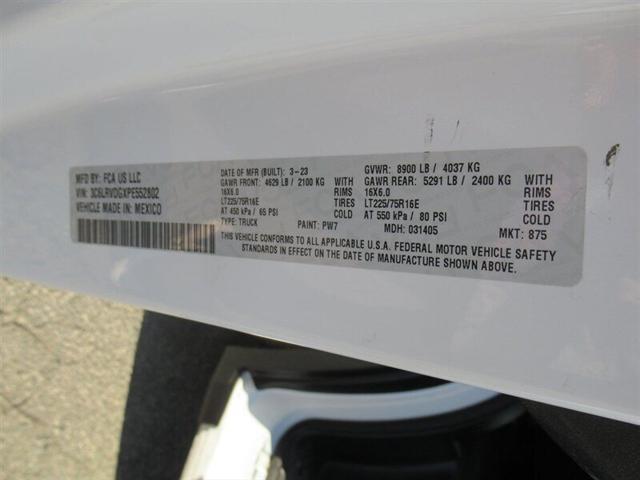 MFD BY: FCA US LLC
VIN: 3C6LRVDGXPE552802
VEHICLE MADE IN: MEXICO
DATE OF MFR (BUILT): 3-23 GVWR: 8900 LB / 4037 KG
GAWR FRONT: 4629 LB / 2100 KG GAWR REAR: 5291 LB / 2400 KG
16X6.0 RIMS 16X6.0 RIMS
LT225/75R16E TIRES LT225/75R16E TIRES
AT 450 kPa / 65 PSI COLD AT 550 kPa / 80 PSI COLD
TYPE: TRUCK PAINT: PW7 MDH: 031405 MKT: 875
THIS VEHICLE CONFORMS TO ALL APPLICABLE U.S.A. FEDERAL MOTOR VEHICLE SAFETY
STANDARDS IN EFFECT ON THE DATE OF MANUFACTURE SHOWN ABOVE.